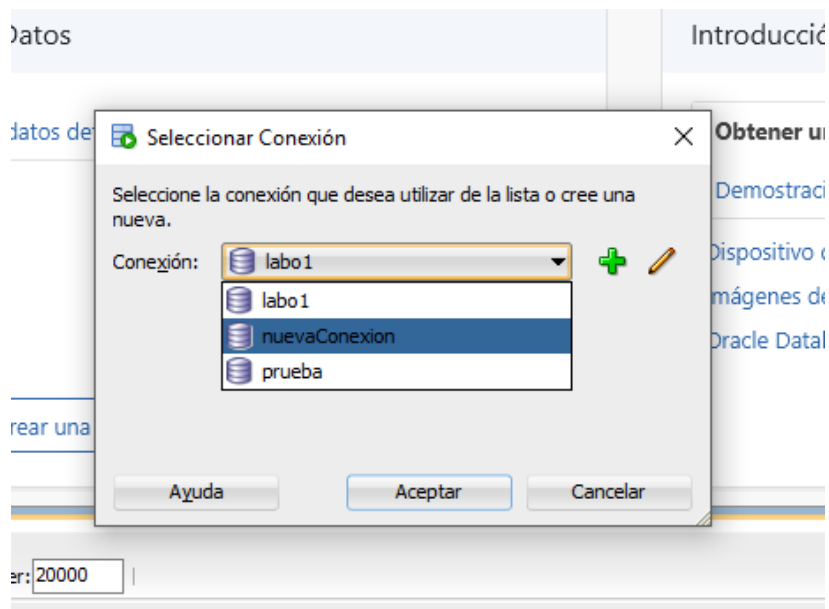 Datos
Introducció
datos de
Seleccionar Conexión
Obtener u
Seleccione la conexión que desea utilizar de la lista o cree una
nueva.
Demostraci
Conexión:
labo1
Dispositivo
labo1
mágenes de
nuevaConexion
Oracle Datal
prueba
rear una
Ayuda
Aceptar
Cancelar
er: 20000